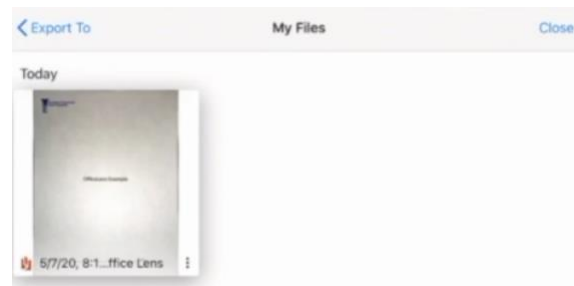 Export To
My Files
Close
Today
5/7/20, 8:1...ffice Lens